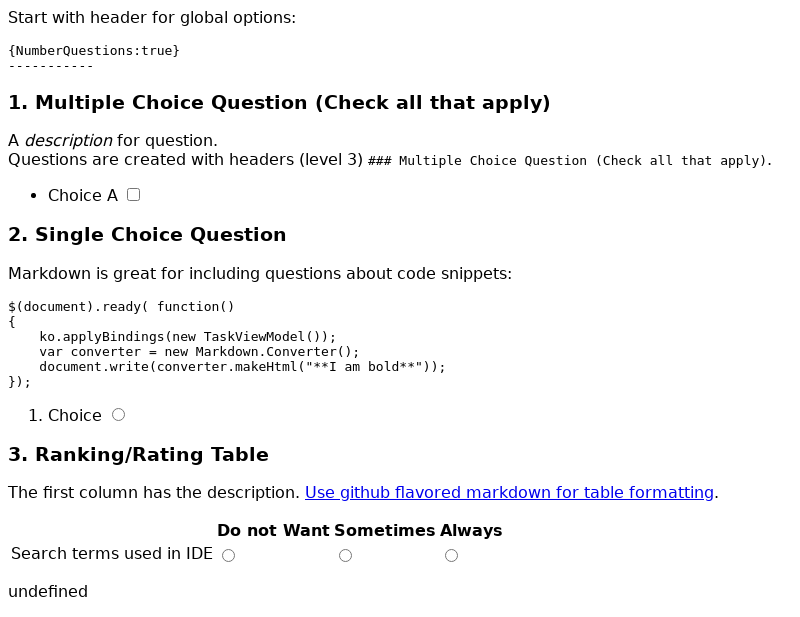 Start with header for global options:
{NumberQuestions:true}
-----------
1. Multiple Choice Question (Check all that apply)
A description for question.
Questions are created with headers (level 3) ### Multiple Choice Question (Check all that apply).
• Choice A
2. Single Choice Question
Markdown is great for including questions about code snippets:
$(document).ready( function()
{
    ko.applyBindings(new TaskViewModel());
    var converter = new Markdown.Converter();
    document.write(converter.makeHtml("**I am bold**"));
});
1. Choice
3. Ranking/Rating Table
The first column has the description. Use github flavored markdown for table formatting.
Do not Want Sometimes Always
Search terms used in IDE
undefined